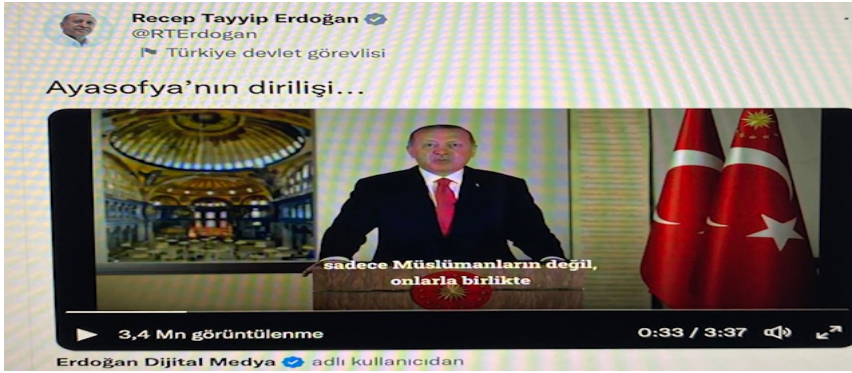 Recep Tayyip Erdoğan
@RTErdogan
Türkiye devlet görevlisi
Ayasofya’nın dirilişi...
sadece Müslümanların değil,
onlarla birlikte
3,4 Mn görüntülenme
0:33 / 3:37
Erdoğan Dijital Medya adlı kullanıcıdan